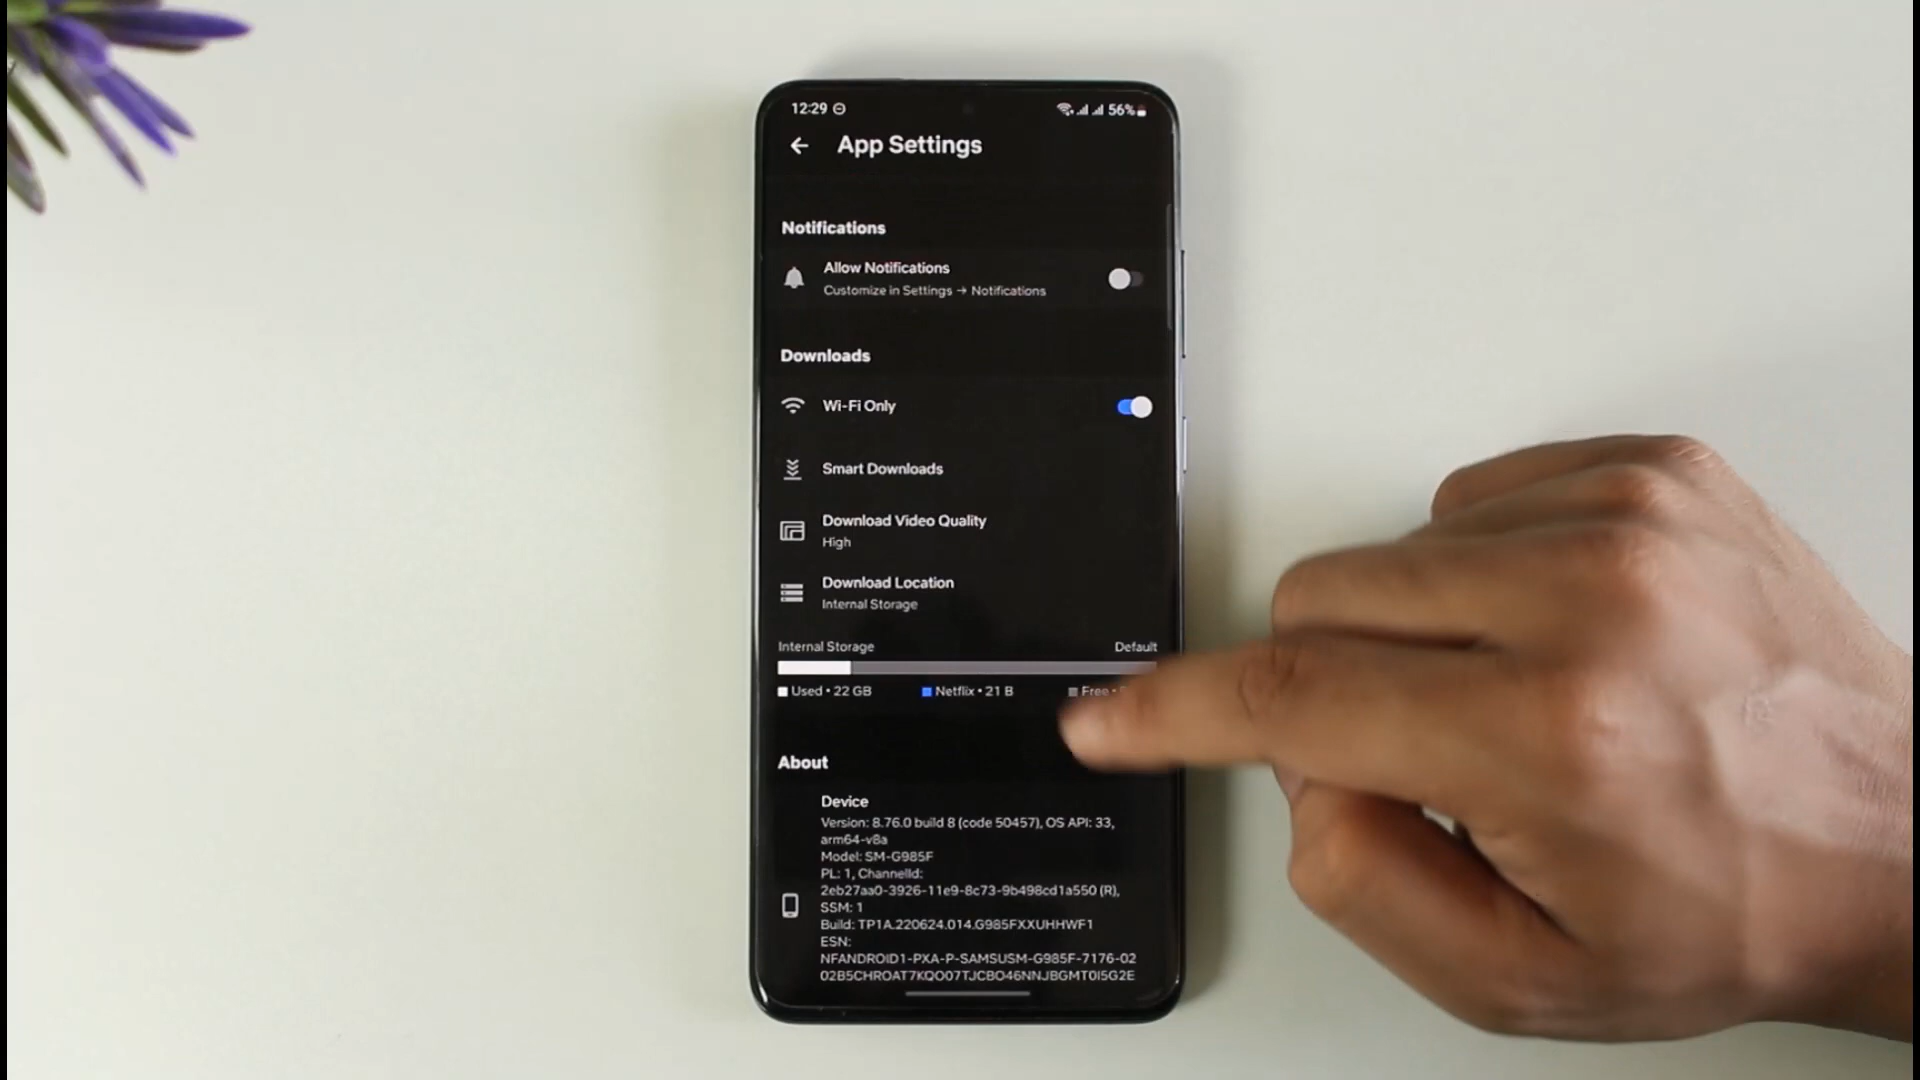 12:29
56%
App Settings
Notifications
Allow Notifications
Customize in Settings → Notifications
Downloads
Wi-Fi Only
Smart Downloads
Download Video Quality
High
Download Location
Internal Storage
Internal Storage Default
Used • 22 GB Netflix • 21 B Free •
About
Device
Version: 8.76.0 build 8 (code 50457), OS API: 33,
arm64-v8a
Model: SM-G985F
PL: 1, ChannelId:
2eb27aa0-3926-11e9-8c73-9b498cd1a550 (R),
SSM: 1
Build: TP1A.220624.014.G985FXXUHHWF1
ESN:
NFANDROID1-PXA-P-SAMSUSM-G985F-7176-02
02B5CHROAT7KQO07TJCBO46NNJBGMT0I5G2E